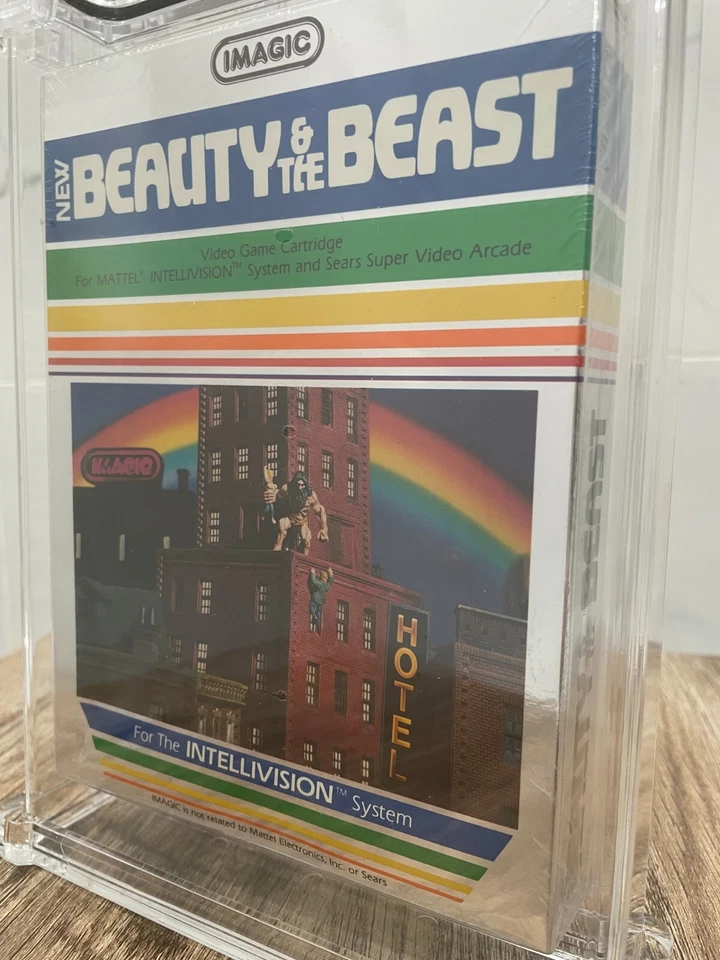 IMAGIC
NEW
BEAUTY & THE BEAST
Video Game Cartridge
For MATTEL® INTELLIVISION™ System and Sears Super Video Arcade
IMAGIC
HOTEL
For The INTELLIVISION™ System
IMAGIC is not related to Mattel Electronics, Inc. or Sears
BEAST